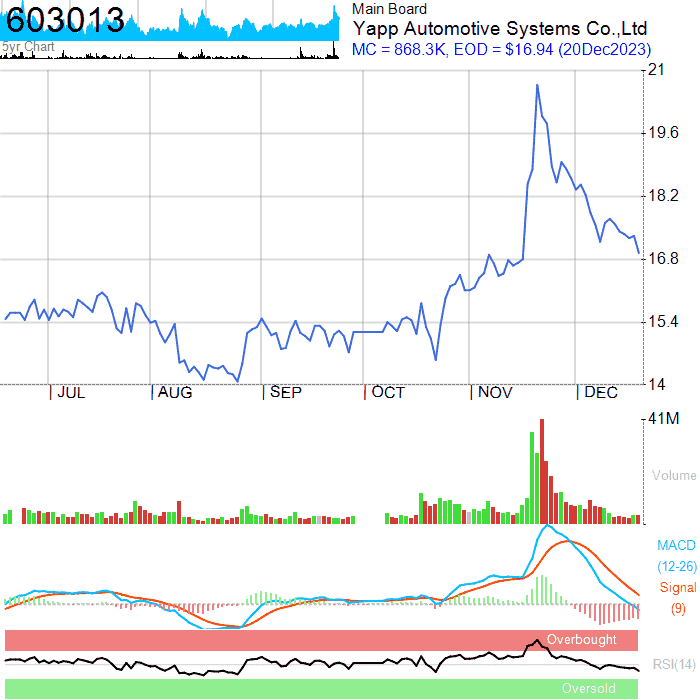 603013
5yr Chart
Main Board
Yapp Automotive Systems Co.,Ltd
MC = 868.3K, EOD = $16.94 (20Dec2023)
21
19.6
18.2
16.8
15.4
14
JUL AUG SEP OCT NOV DEC
41M
Volume
MACD
(12-26)
Signal
(9)
Overbought
RSI(14)
Oversold